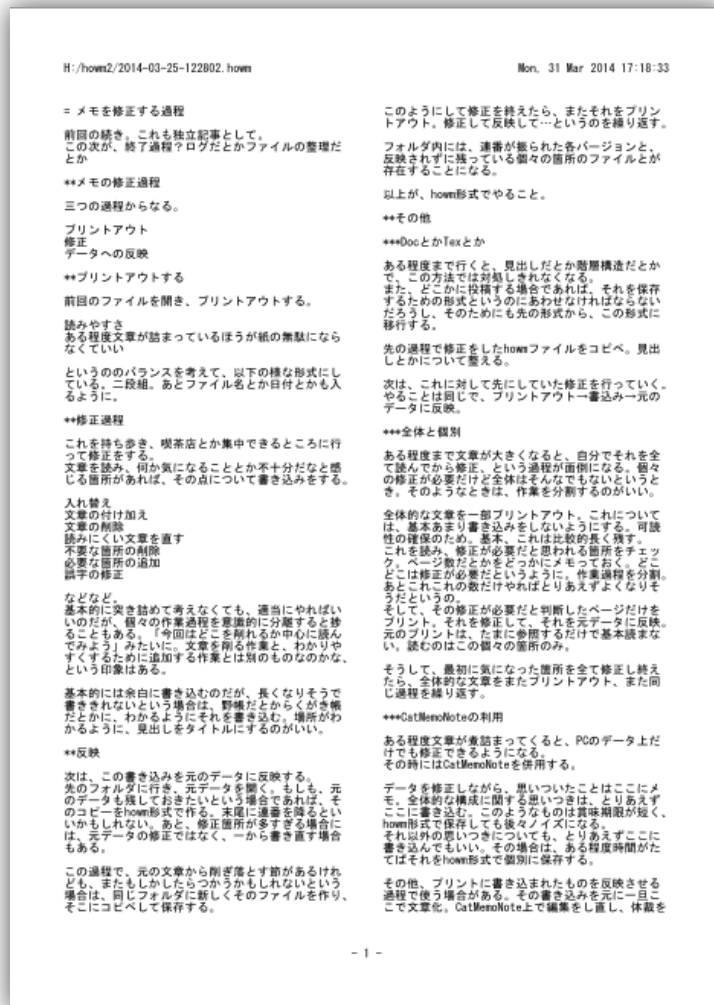 H:/howm2/2014-03-25-122802.howm
Mon, 31 Mar 2014 17:18:33
= メモを修正する過程
前回の続き。これも独立記事として。
この次が、終了過程?ログだとかファイルの整理だ
とか
**メモの修正過程
三つの過程からなる。
プリントアウト
修正
データへの反映
**プリントアウトする
前回のファイルを開き、プリントアウトする。
読みやすさ
ある程度文章が詰まっているほうが紙の無駄になら
なくていい
というののバランスを考えて、以下の様な形式にし
ている。二段組。あとファイル名とか日付とかも入
るように。
**修正過程
これを持ち歩き、喫茶店とか集中できるところに行
って修正をする。
文章を読み、何か気になることとか不十分だなと感
じる箇所があれば、その点について書き込みをする。
入れ替え
文章の付け加え
文章の削除
読みにくい文章を直す
不要な箇所の削除
必要な箇所の追加
誤字の修正
などなど。
基本的に突き詰めて考えなくても、適当にやればい
いのだが、個々の作業過程を意識的に分離すると捗
ることもある。「今回はどこを削れるか中心に読ん
でみよう」みたいに。文章を削る作業と、わかりや
すくするために追加する作業とは別のものなのかな、
という印象はある。
基本的には余白に書き込むのだが、長くなりそうで
書ききれないという場合は、野帳だとからくがき帳
だとかに、わかるようにそれを書き込む。場所がわ
かるように、見出しをタイトルにするのがいい。
**反映
次は、この書き込みを元のデータに反映する。
先のフォルダに行き、元データを開く。もしも、元
のデータも残しておきたいという場合であれば、そ
のコピーをhowm形式で作る。末尾に連番を降るとい
いかもしれない。あと、修正箇所が多すぎる場合に
は、元データの修正ではなく、一から書き直す場合
もある。
この過程で、元の文章から削ぎ落とす節があるけれ
ども、またもしかしたらつかうかもしれないという
場合は、同じフォルダに新しくそのファイルを作り、
そこにコピペして保存する。
このようにして修正を終えたら、またそれをプリン
トアウト。修正して反映して…というのを繰り返す。
フォルダ内には、連番が振られた各バージョンと、
反映されずに残っている個々の箇所のファイルとが
存在することになる。
以上が、howm形式でやること。
**その他
***DocとかTexとか
ある程度まで行くと、見出しだとか階層構造だとか
で、この方法では対処しきれなくなる。
また、どこかに投稿する場合であれば、それを保存
するための形式というのにあわせなければならない
だろうし、そのためにも先の形式から、この形式に
移行する。
先の過程で修正をしたhowmファイルをコピペ。見出
しとかについて整える。
次は、これに対して先にしていた修正を行っていく。
やることは同じで、プリントアウト→書込み→元の
データに反映。
***全体と個別
ある程度まで文章が大きくなると、自分でそれを全
て読んでから修正、という過程が面倒になる。個々
の修正が必要だけど全体はそんなでもないというと
き。そのようなときは、作業を分割するのがいい。
全体的な文章を一部プリントアウト。これについて
は、基本あまり書き込みをしないようにする。可読
性の確保のため。基本、これは比較的長く残す。
これを読み、修正が必要だと思われる箇所をチェッ
ク。ページ数だとかをどっかにメモっておく。どこ
どこは修正が必要だというように。作業過程を分割。
あとこれこれの数だけやればとりあえずよくなりそ
うだというの。
そして、その修正が必要だと判断したページだけを
プリント。それを修正して、それを元データに反映。
元のプリントは、たまに参照するだけで基本読まな
い。読むのはこの個々の箇所のみ。
そうして、最初に気になった箇所を全て修正し終え
たら、全体的な文章をまたプリントアウト、また同
じ過程を繰り返す。
***CatMemoNoteの利用
ある程度文章が煮詰まってくると、PCのデータ上だ
けでも修正できるようになる。
その時にはCatMemoNoteを併用する。
データを修正しながら、思いついたことはここにメ
モ。全体的な構成に関する思いつきは、とりあえず
ここに書き込む。このようなものは賞味期限が短く、
howm形式で保存しても後々ノイズになる。
それ以外の思いつきについても、とりあえずここに
書き込んでもいい。その場合は、ある程度時間がた
てばそれをhowm形式で個別に保存する。
その他、プリントに書き込まれたものを反映させる
過程で使う場合がある。その書き込みを元に一旦こ
こで文章化。CatMemoNote上で編集をし直し、体裁を
- 1 -